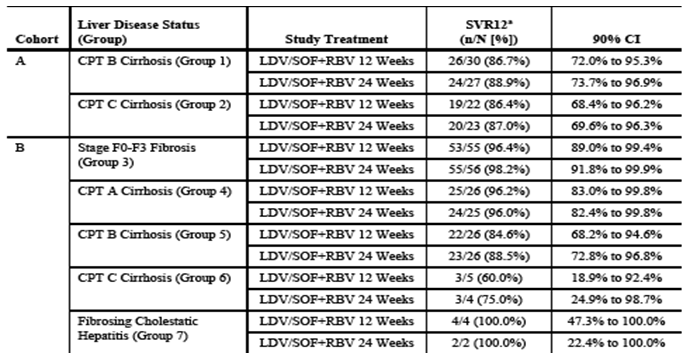 Cohort Liver Disease Status (Group) Study Treatment SVR12ª (n/N [%]) 90% CI
A CPT B Cirrhosis (Group 1) LDV/SOF+RBV 12 Weeks 26/30 (86.7%) 72.0% to 95.3%
LDV/SOF+RBV 24 Weeks 24/27 (88.9%) 73.7% to 96.9%
CPT C Cirrhosis (Group 2) LDV/SOF+RBV 12 Weeks 19/22 (86.4%) 68.4% to 96.2%
LDV/SOF+RBV 24 Weeks 20/23 (87.0%) 69.6% to 96.3%
B Stage F0-F3 Fibrosis (Group 3) LDV/SOF+RBV 12 Weeks 53/55 (96.4%) 89.0% to 99.4%
LDV/SOF+RBV 24 Weeks 55/56 (98.2%) 91.8% to 99.9%
CPT A Cirrhosis (Group 4) LDV/SOF+RBV 12 Weeks 25/26 (96.2%) 83.0% to 99.8%
LDV/SOF+RBV 24 Weeks 24/25 (96.0%) 82.4% to 99.8%
CPT B Cirrhosis (Group 5) LDV/SOF+RBV 12 Weeks 22/26 (84.6%) 68.2% to 94.6%
LDV/SOF+RBV 24 Weeks 23/26 (88.5%) 72.8% to 96.8%
CPT C Cirrhosis (Group 6) LDV/SOF+RBV 12 Weeks 3/5 (60.0%) 18.9% to 92.4%
LDV/SOF+RBV 24 Weeks 3/4 (75.0%) 24.9% to 98.7%
Fibrosing Cholestatic Hepatitis (Group 7) LDV/SOF+RBV 12 Weeks 4/4 (100.0%) 47.3% to 100.0%
LDV/SOF+RBV 24 Weeks 2/2 (100.0%) 22.4% to 100.0%